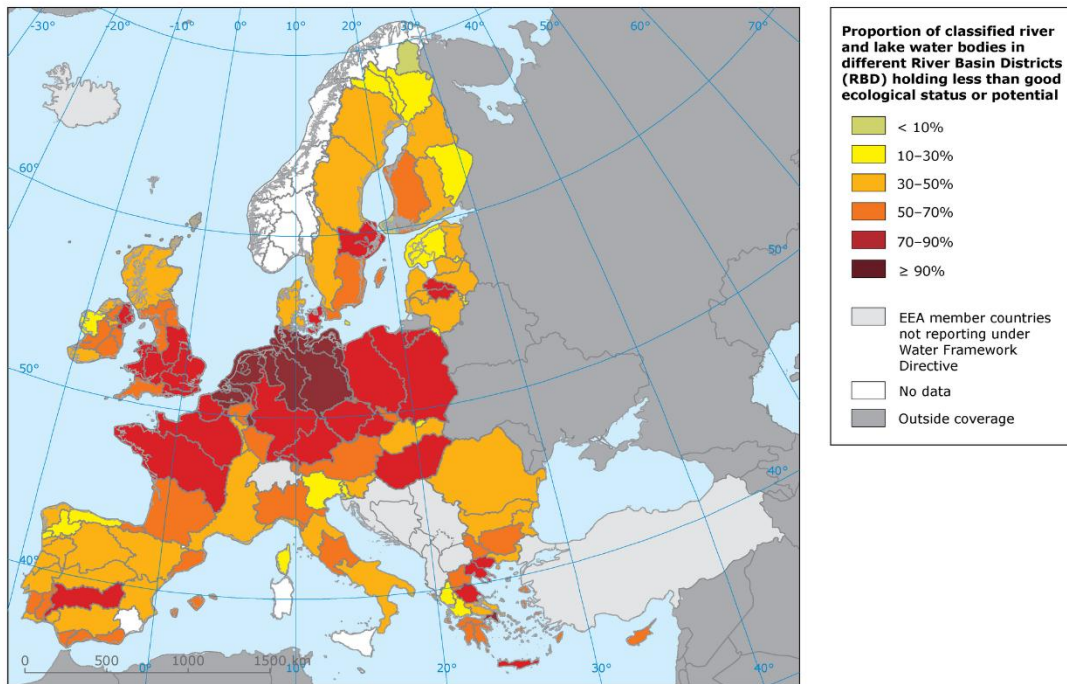 -30°
-20°
-10°
0°
10°
20°
30°
40°
50°
60°
70°
60°
50°
50°
40°
40°
0 500 1000 1500 km
0°
10°
20°
30°
40°
Proportion of classified river
and lake water bodies in
different River Basin Districts
(RBD) holding less than good
ecological status or potential
< 10%
10–30%
30–50%
50–70%
70–90%
≥ 90%
EEA member countries
not reporting under
Water Framework
Directive
No data
Outside coverage